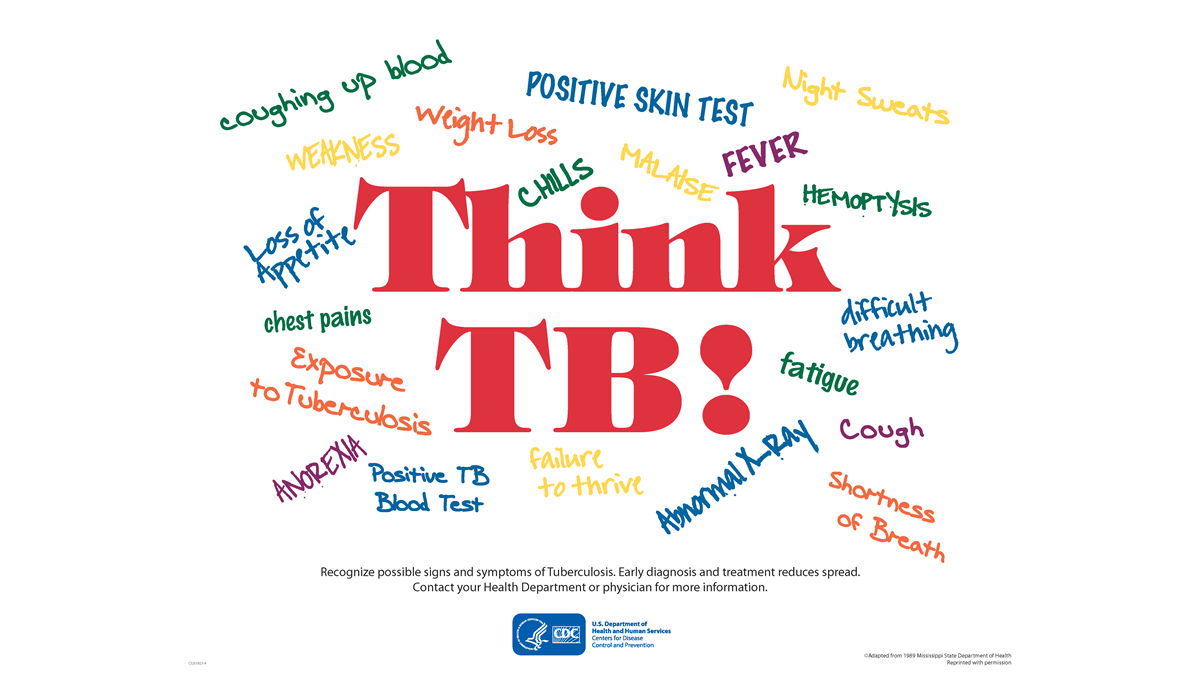 coughing up blood
POSITIVE SKIN TEST
Night Sweats
Weight Loss
WEAKNESS
CHILLS
MALAISE
FEVER
HEMOPTYSIS
Think
Loss of
Appetite
chest pains
difficult
breathing
TB!
Exposure
to Tuberculosis
fatigue
Cough
ANOREXIA
Positive TB
Blood Test
failure
to thrive
Abnormal X-RAY
Shortness
of Breath
Recognize possible signs and symptoms of Tuberculosis. Early diagnosis and treatment reduces spread.
Contact your Health Department or physician for more information.
CDC
U.S. Department of
Health and Human Services
Centers for Disease
Control and Prevention
©Adapted from 1989 Mississippi State Department of Health
Reprinted with permission